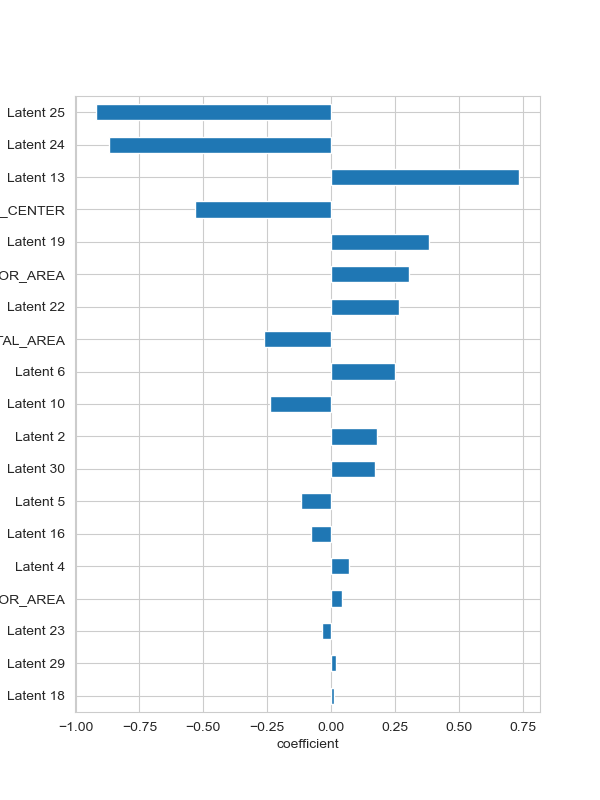 Latent 25
Latent 24
Latent 13
_CENTER
Latent 19
OR_AREA
Latent 22
TAL_AREA
Latent 6
Latent 10
Latent 2
Latent 30
Latent 5
Latent 16
Latent 4
OR_AREA
Latent 23
Latent 29
Latent 18
−1.00 −0.75 −0.50 −0.25 0.00 0.25 0.50 0.75
coefficient